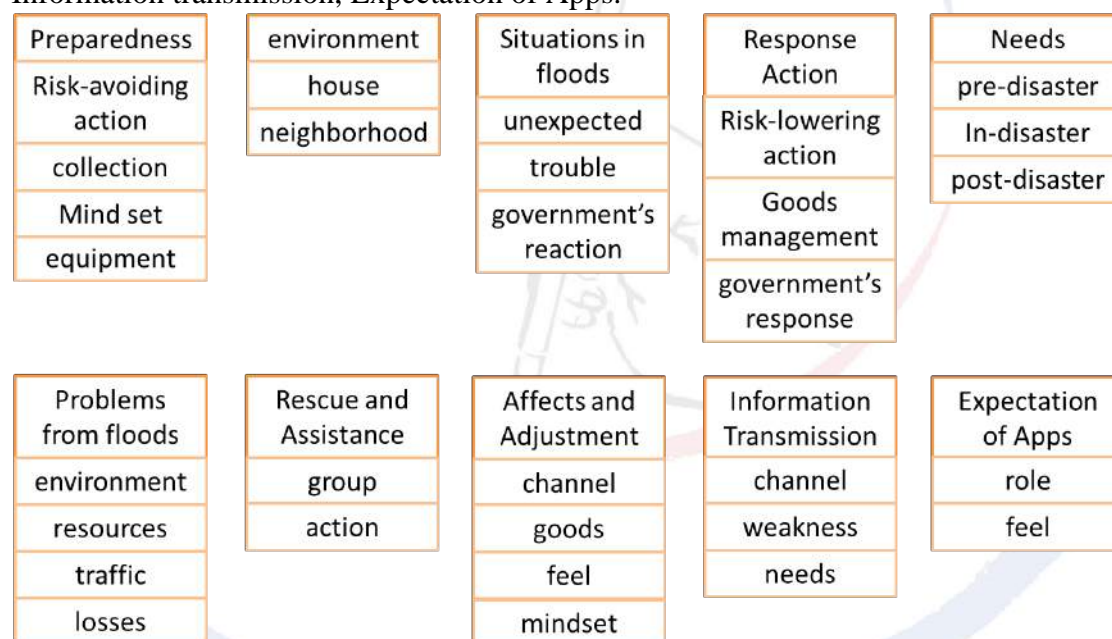 Information transmission, Expectation of Apps.
Preparedness
Risk-avoiding
action
collection
Mind set
equipment
environment
house
neighborhood
Situations in
floods
unexpected
trouble
government's
reaction
Response
Action
Risk-lowering
action
Goods
management
government's
response
Needs
pre-disaster
In-disaster
post-disaster
Problems
from floods
environment
resources
traffic
losses
Rescue and
Assistance
group
action
Affects and
Adjustment
channel
goods
feel
mindset
Information
Transmission
channel
weakness
needs
Expectation
of Apps
role
feel